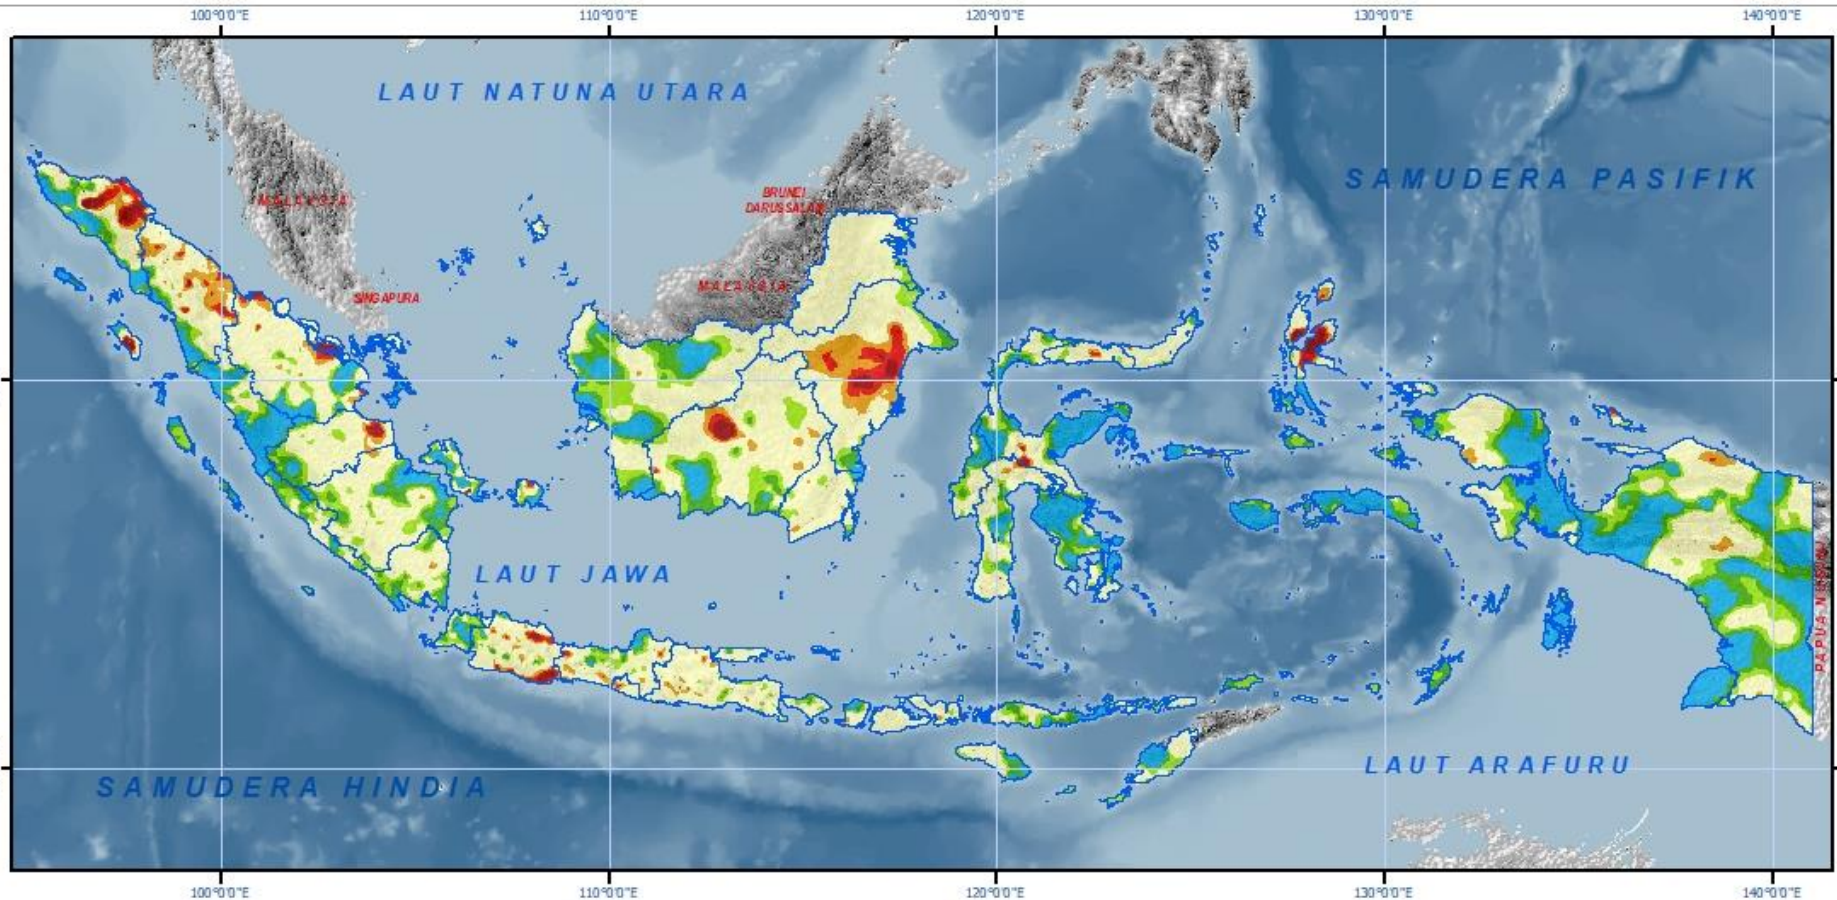 100°0'0"E 110°0'0"E 120°0'0"E 130°0'0"E 140°0'0"E
LAUT NATUNA UTARA
SAMUDERA PASIFIK
BRUNEI
DARUSSALAM
MALAYSIA
MALAYSIA
SINGAPURA
LAUT JAWA
PAPUA NUGINI
LAUT ARAFURU
SAMUDERA HINDIA
100°0'0"E 110°0'0"E 120°0'0"E 130°0'0"E 140°0'0"E